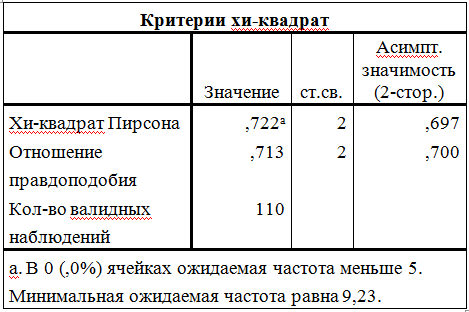 Критерии хи-квадрат
Значение ст.св. Асимпт. значимость (2-стор.)
Хи-квадрат Пирсона ,722a 2 ,697
Отношение правдоподобия ,713 2 ,700
Кол-во валидных наблюдений 110
a. В 0 (,0%) ячейках ожидаемая частота меньше 5.
Минимальная ожидаемая частота равна 9,23.